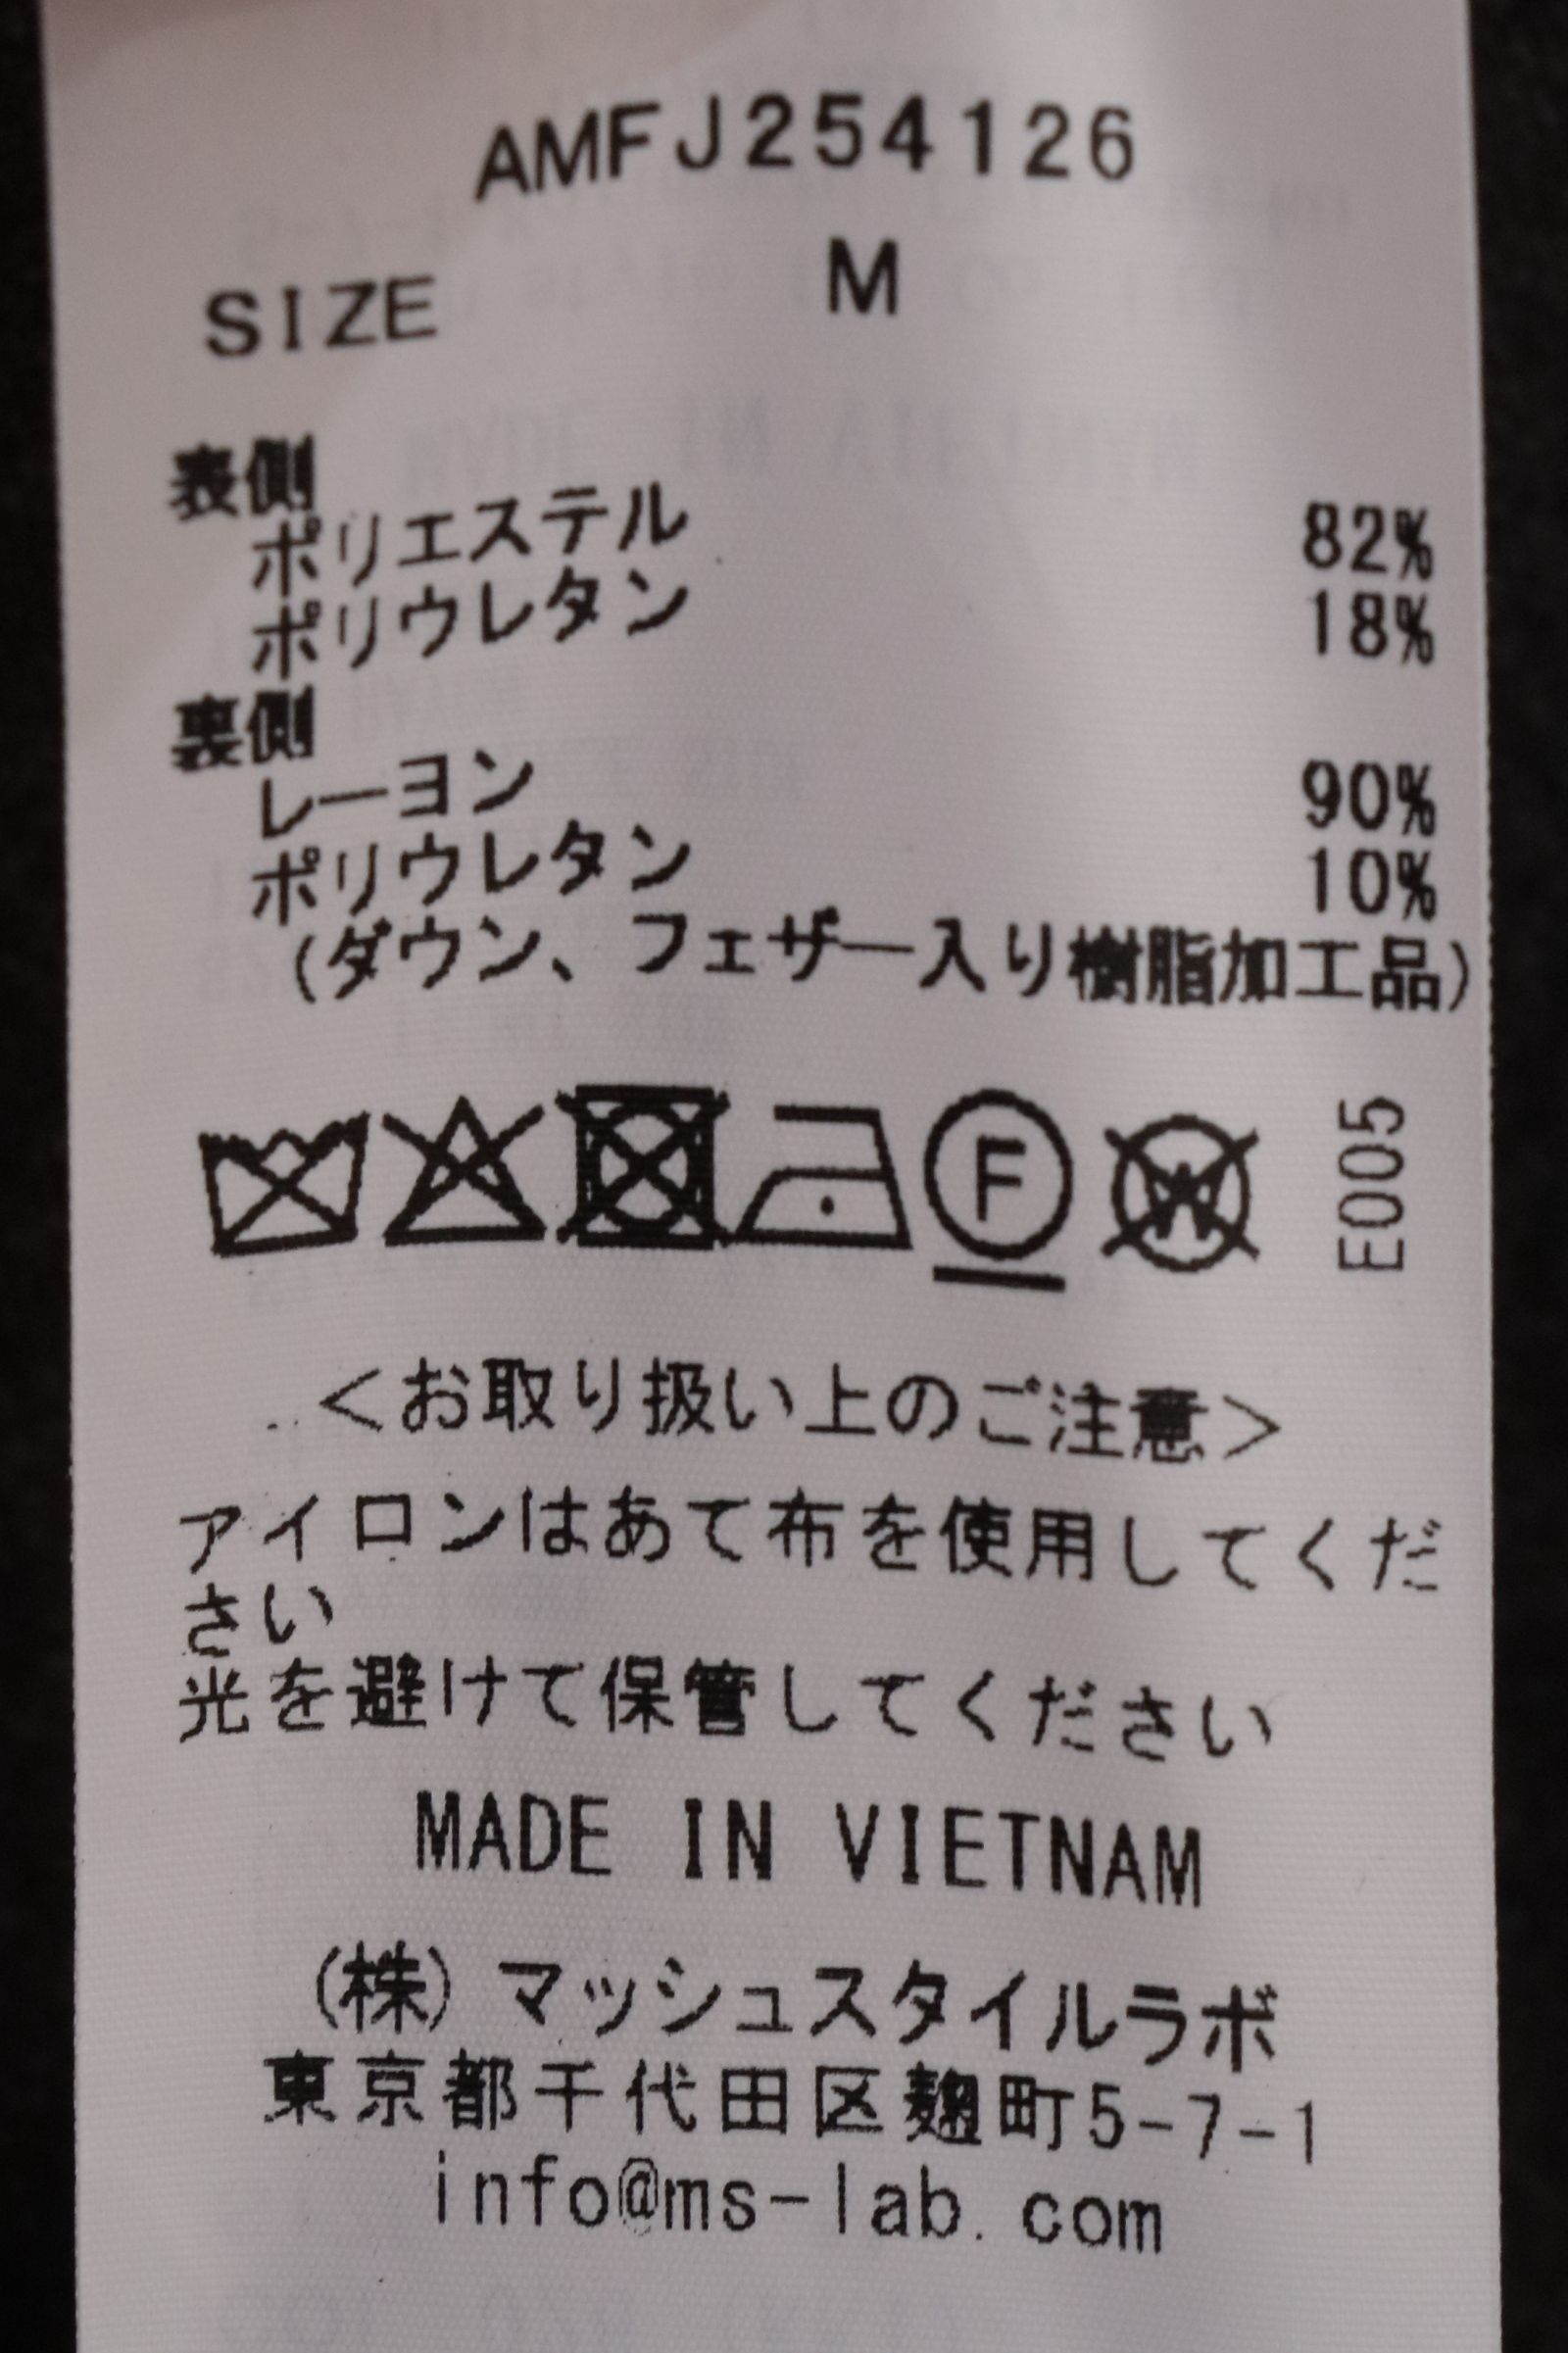 AMFJ254126
SIZE M
表側
ポリエステル 82%
ポリウレタン 18%
裏側
レーヨン 90%
ポリウレタン 10%
(ダウン、フェザー入り樹脂加工品)
F W E005
<お取り扱い上のご注意>
アイロンはあて布を使用してくだ
さい
光を避けて保管してください
MADE IN VIETNAM
(株)マッシュスタイルラボ
東京都千代田区麹町5-7-1
info@ms-lab.com